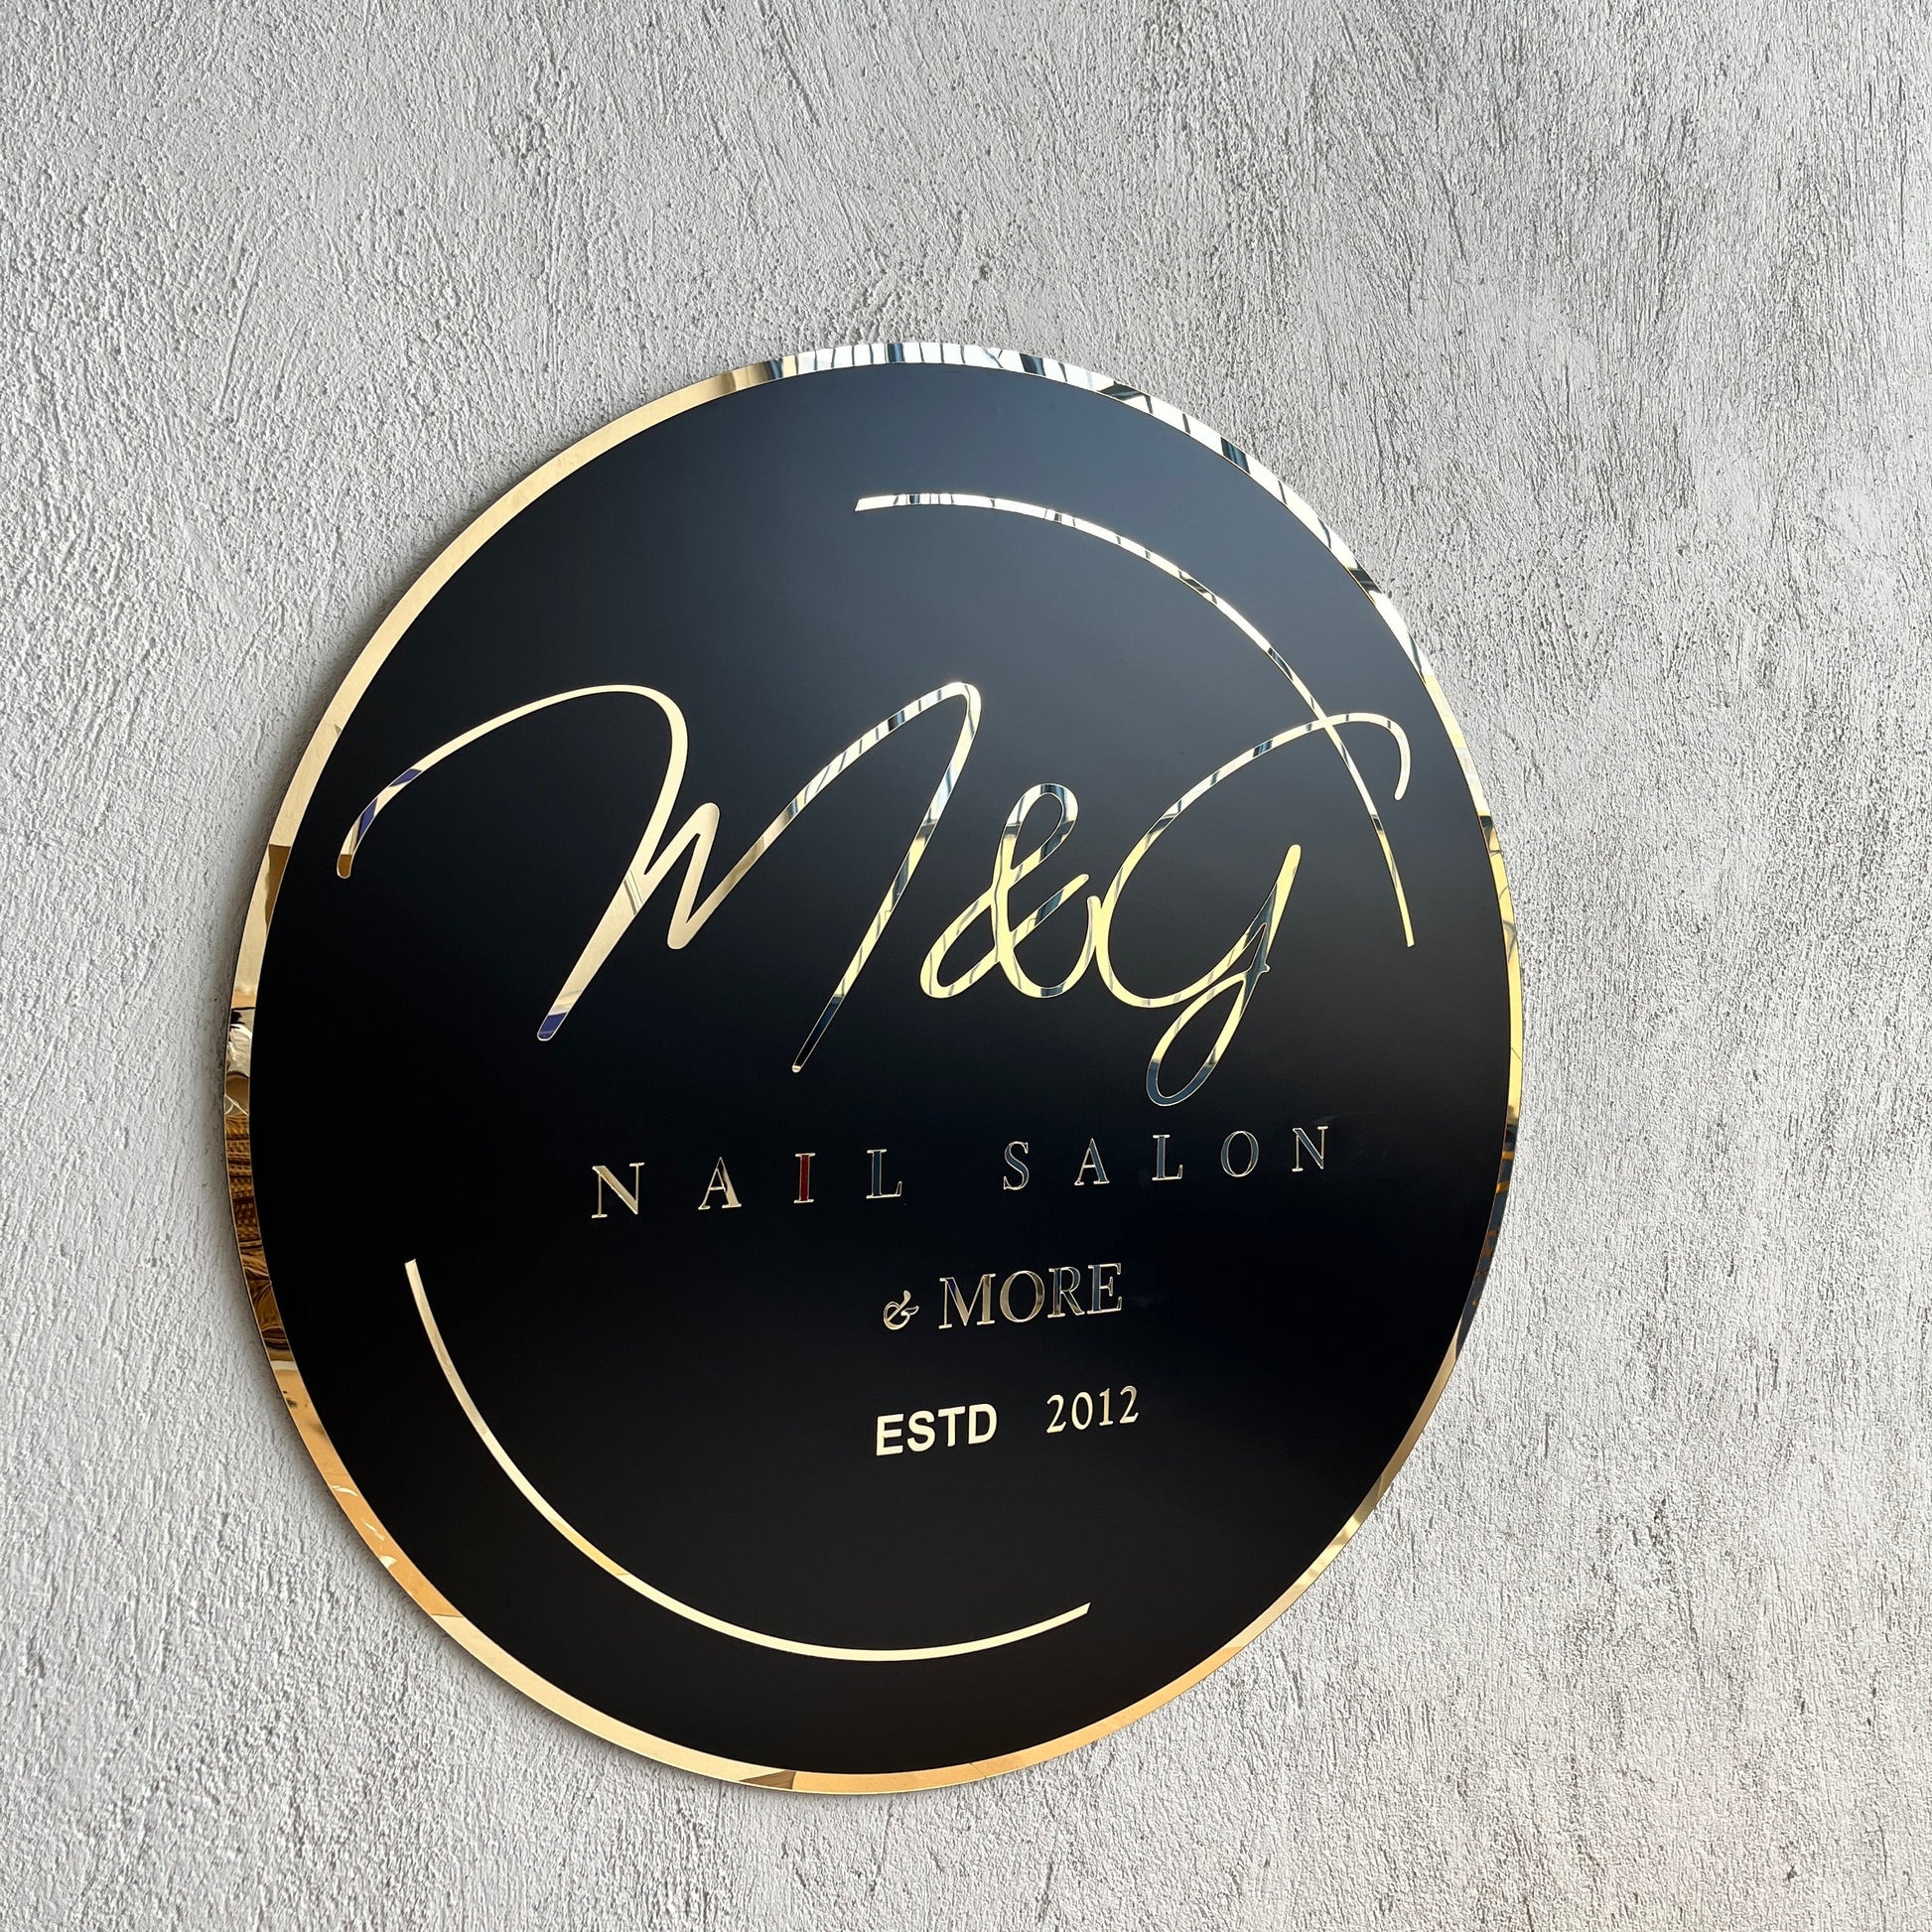 M&G
NAIL SALON
& MORE
ESTD 2012